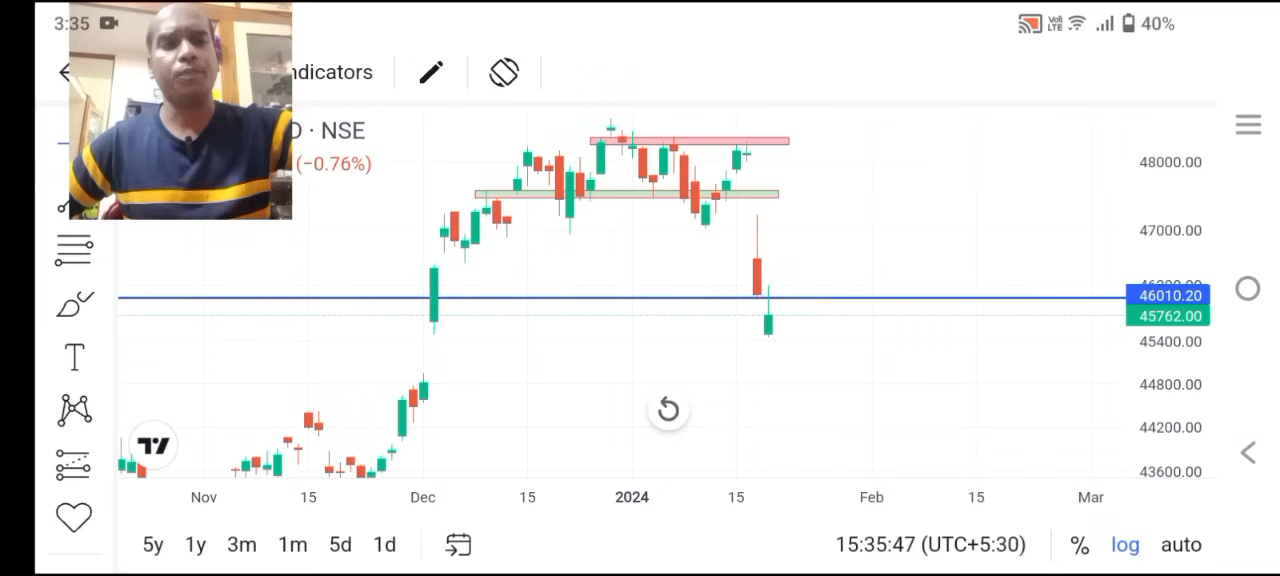 3:35
Vo)) LTE 40%
ndicators
D · NSE
(−0.76%)
48000.00
47000.00
46010.20
45762.00
45400.00
44800.00
44200.00
43600.00
Nov 15 Dec 15 2024 15 Feb 15 Mar
5y 1y 3m 1m 5d 1d 15:35:47 (UTC+5:30) % log auto